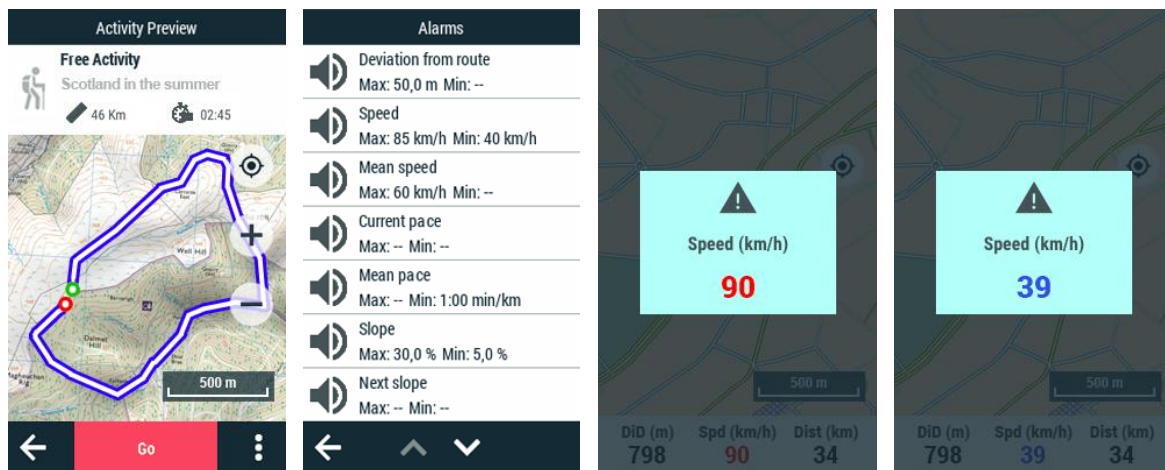 Activity Preview
Free Activity
Scotland in the summer
46 Km 02:45
Well Hill
Dalmet
Hill
500 m
Go
Alarms
Deviation from route
Max: 50,0 m Min: --
Speed
Max: 85 km/h Min: 40 km/h
Mean speed
Max: 60 km/h Min: --
Current pace
Max: -- Min: --
Mean pace
Max: -- Min: 1:00 min/km
Slope
Max: 30,0 % Min: 5,0 %
Next slope
Max: -- Min: --
Speed (km/h)
90
500 m
DiD (m) Spd (km/h) Dist (km)
798 90 34
Speed (km/h)
39
500 m
DiD (m) Spd (km/h) Dist (km)
798 39 34